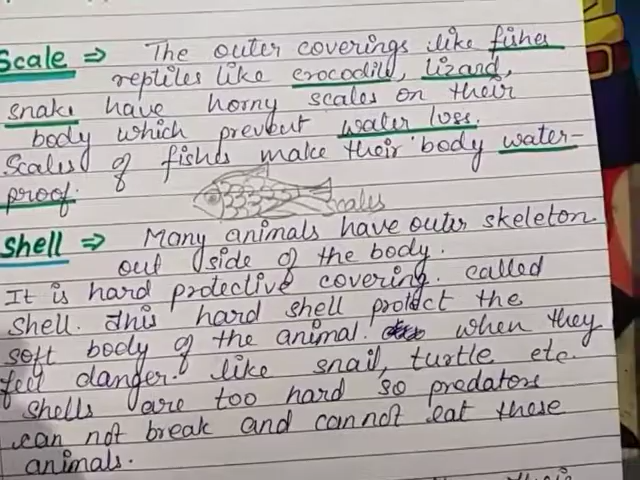 Scale ⇒ The outer coverings like fishes
reptiles like crocodile, lizard,
snake have horny scales on their
body which prevent water loss.
Scales of fishes make their body water-
proof.
Scales
Shell ⇒ Many animals have outer skeleton
out side of the body.
It is hard protective covering. called
shell. This hard shell protect the
soft body of the animal. when they
feel danger. like snail, turtle etc.
Shells are too hard so predators
can not break and cannot eat these
animals.
their